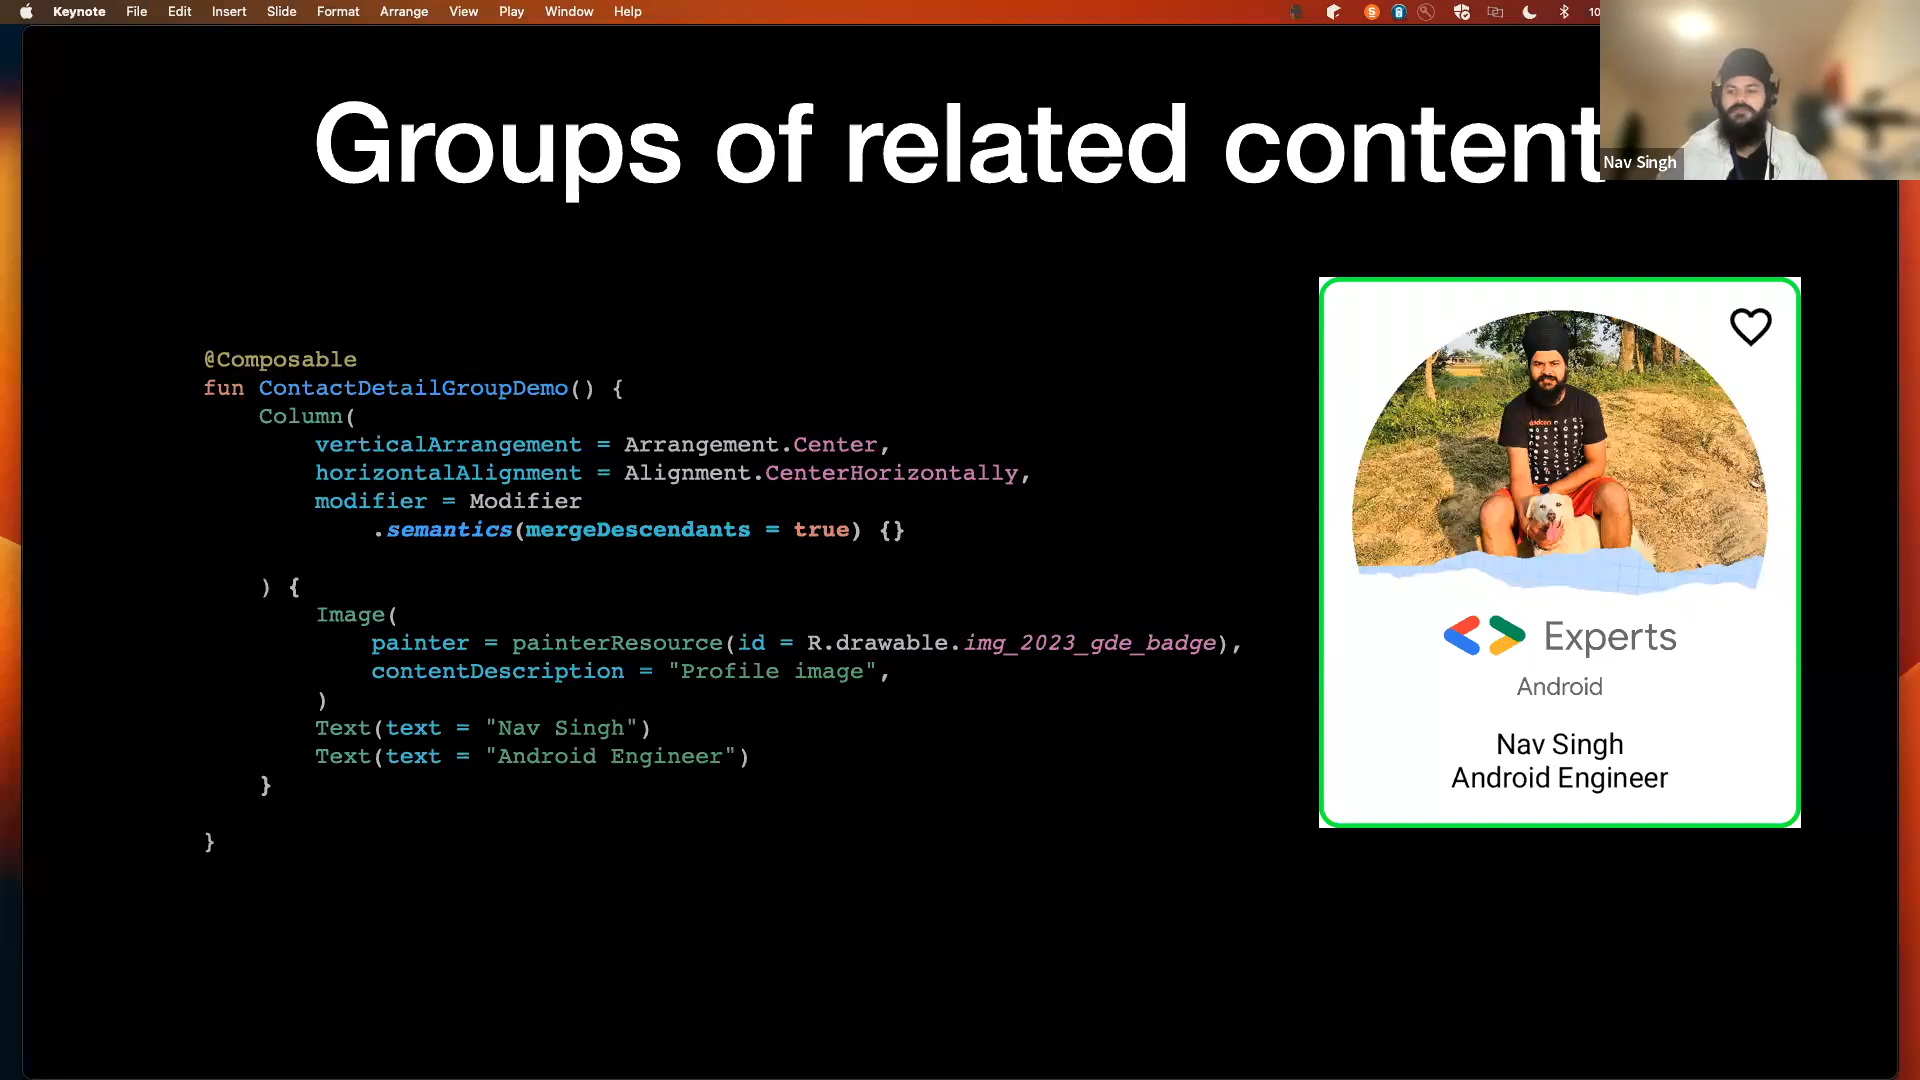 Keynote File Edit Insert Slide Format Arrange View Play Window Help 10
Groups of related content
Nav Singh
@Composable
fun ContactDetailGroupDemo() {
Column(
verticalArrangement = Arrangement.Center,
horizontalAlignment = Alignment.CenterHorizontally,
modifier = Modifier
.semantics(mergeDescendants = true) {}
) {
Image(
painter = painterResource(id = R.drawable.img_2023_gde_badge),
contentDescription = "Profile image",
)
Text(text = "Nav Singh")
Text(text = "Android Engineer")
}
}
Experts
Android
Nav Singh
Android Engineer